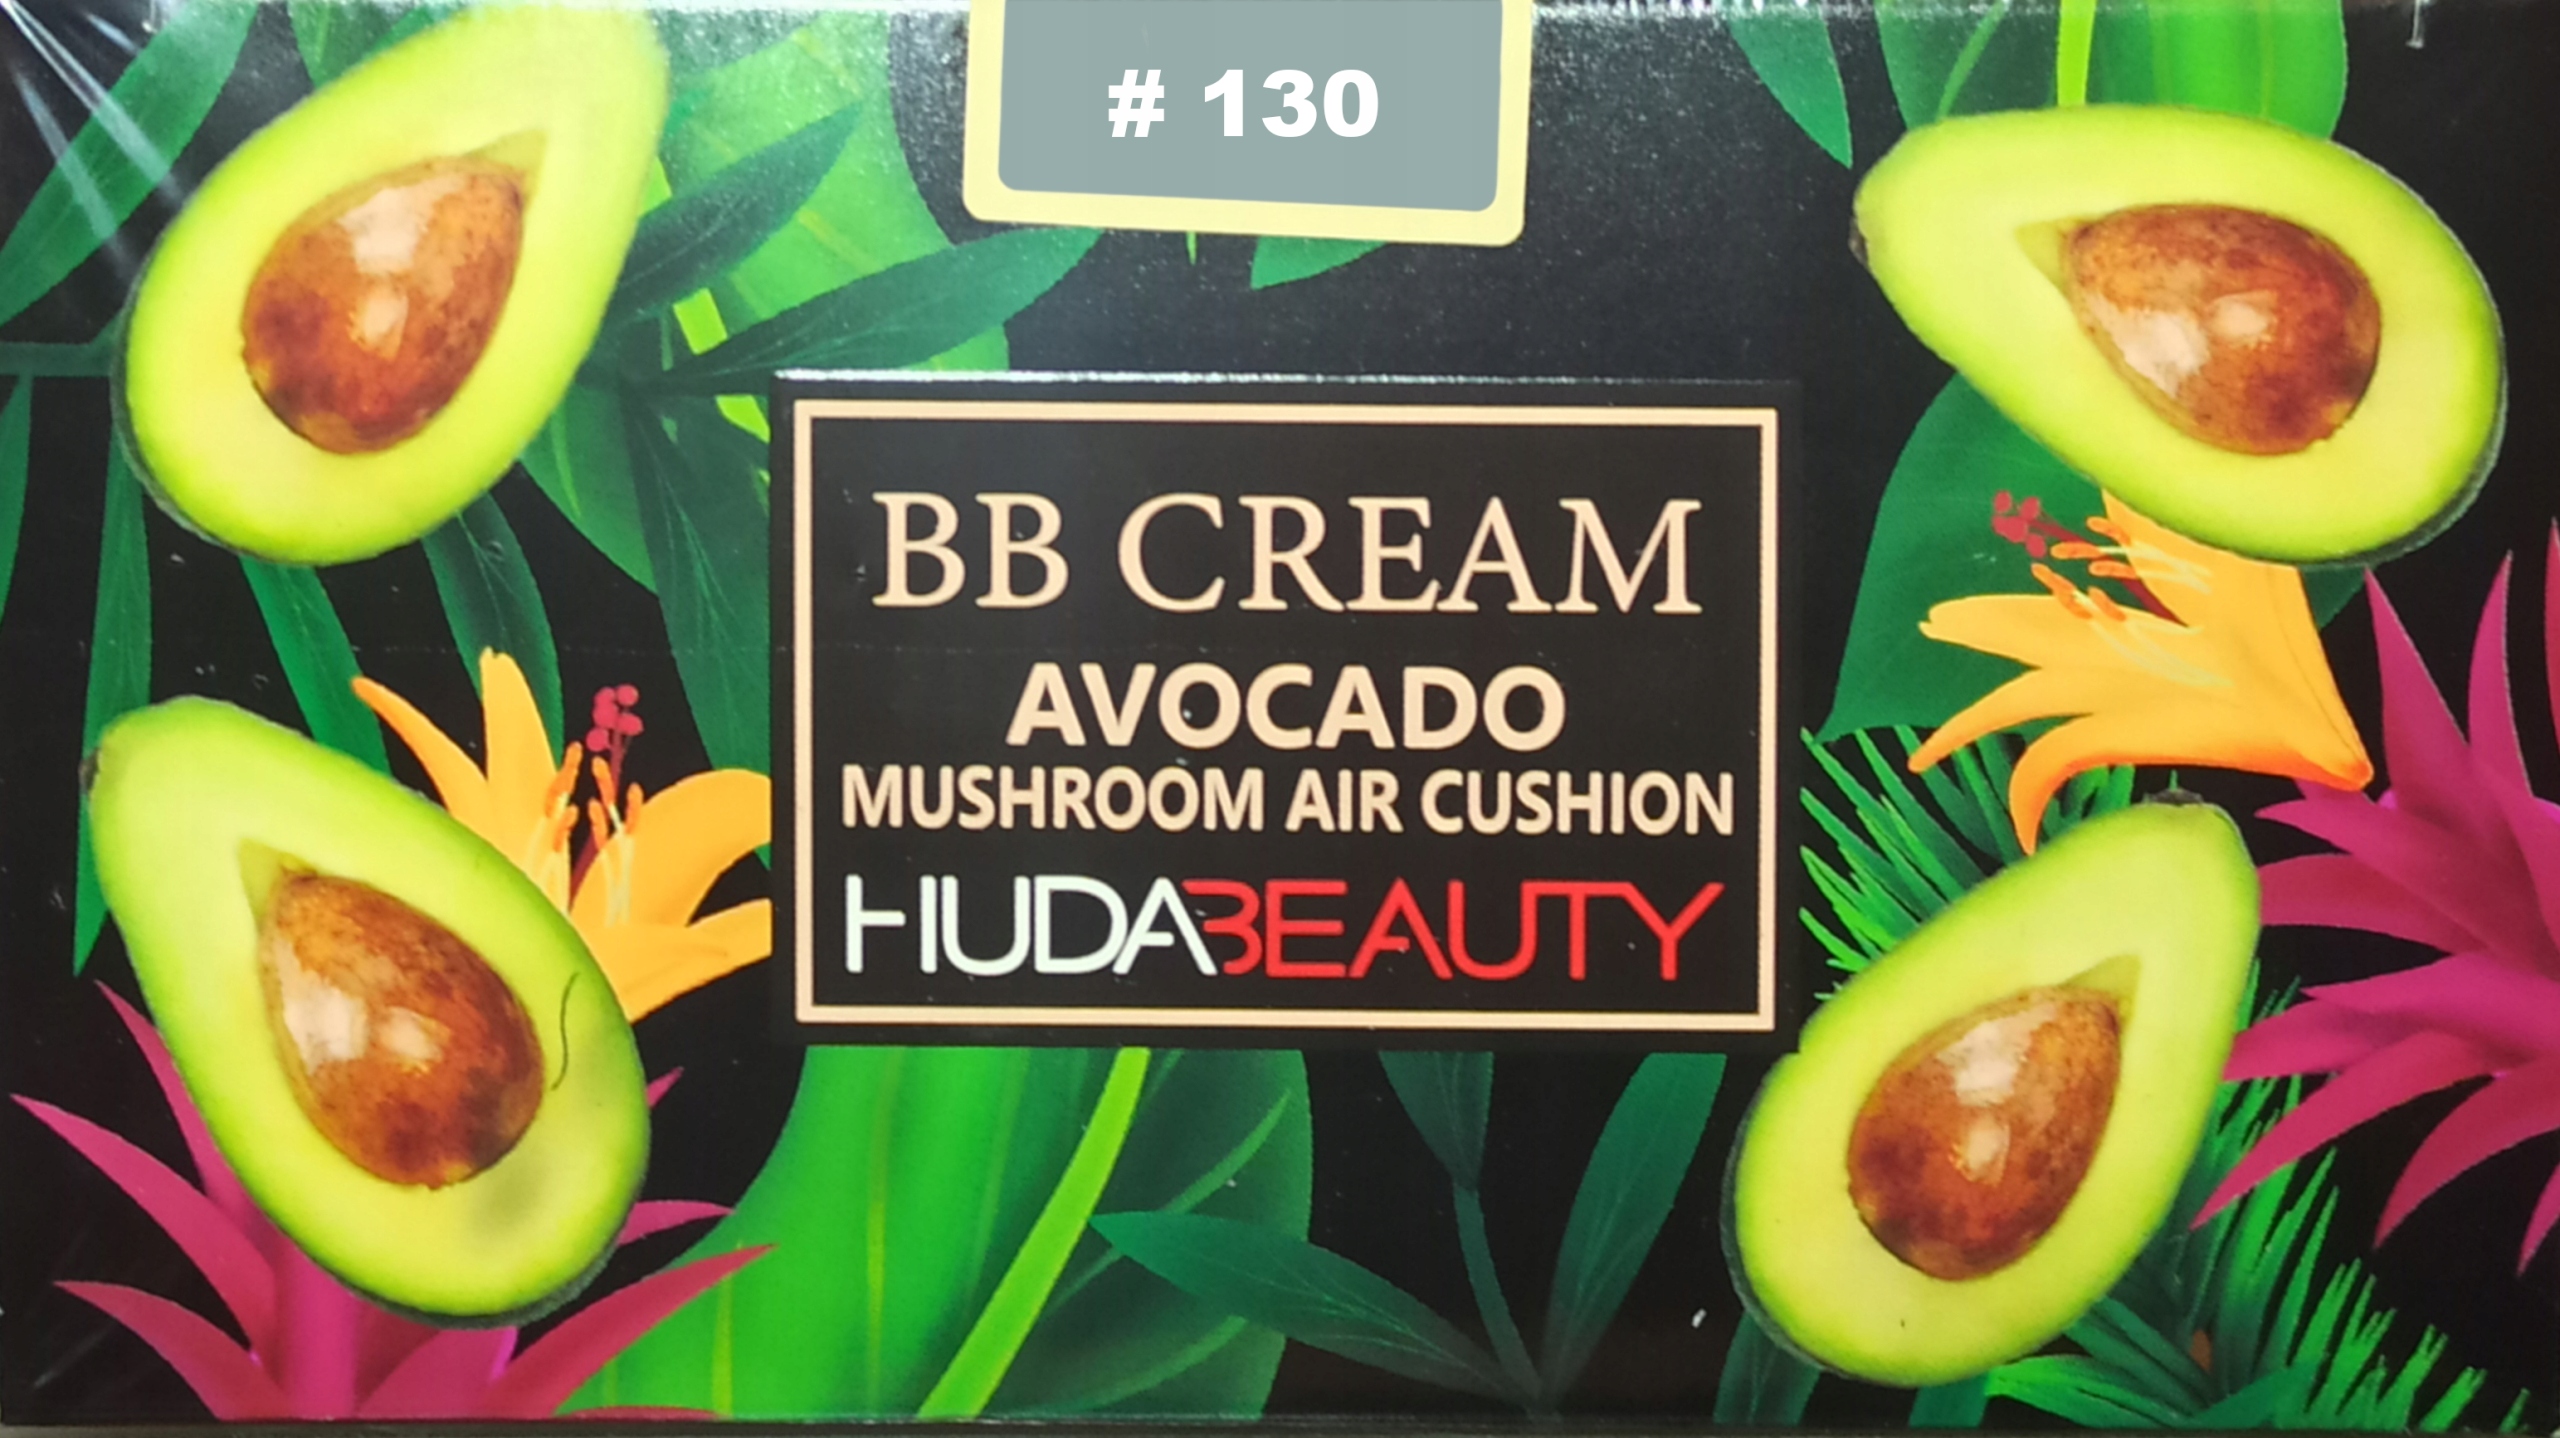 # 130
BB CREAM
AVOCADO
MUSHROOM AIR CUSHION
HUDABEAUTY